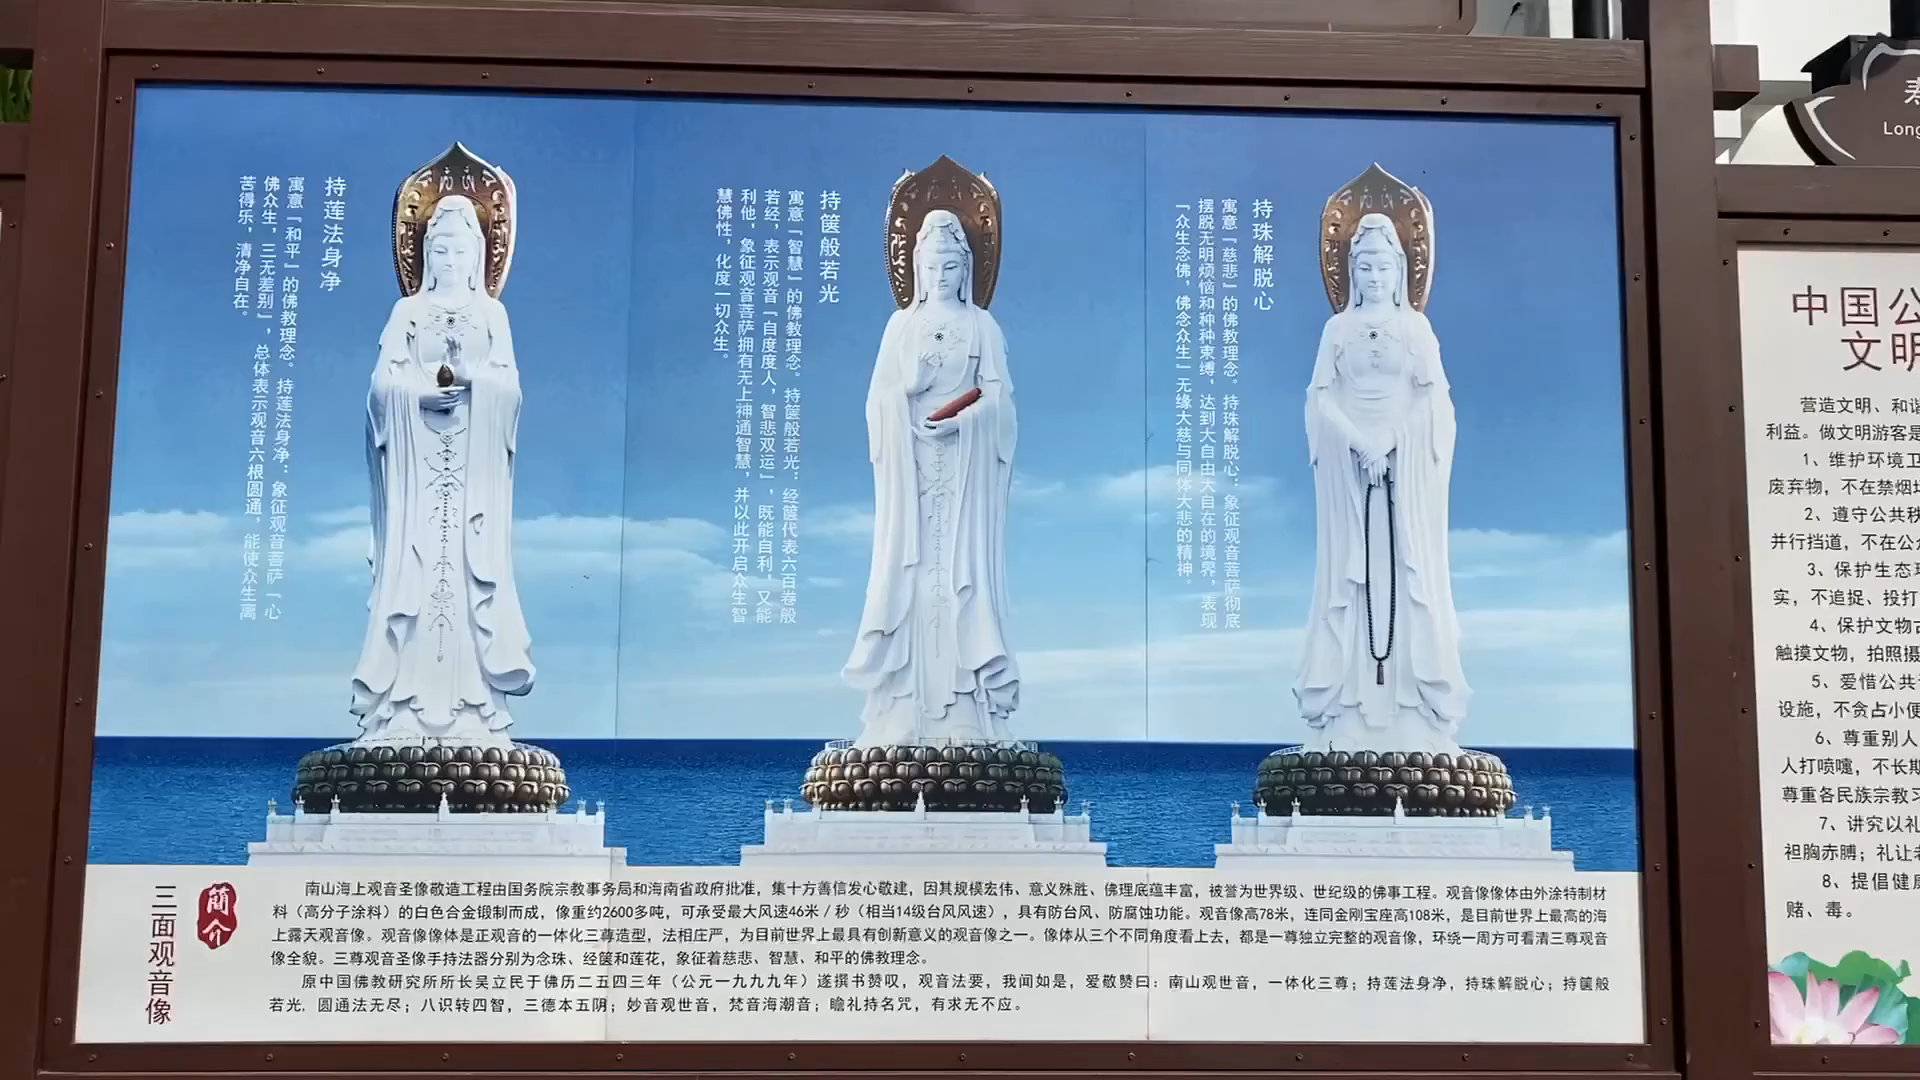 持莲法身净
寓意“和平”的佛教理念。持莲法身净：象征观音菩萨“心
佛众生，三无差别”，总体表示观音六根圆通，能使众生离
苦得乐，清净自在。
持箧般若光
寓意“智慧”的佛教理念。持箧般若光：经箧代表六百卷般
若经，表示观音“自度度人，智悲双运”，既能自利，又能
利他，象征观音菩萨拥有无上神通智慧，并以此开启众生智
慧佛性，化度一切众生。
持珠解脱心
寓意“慈悲”的佛教理念。持珠解脱心：象征观音菩萨彻底
摆脱无明烦恼和种种束缚，达到大自由大自在的境界，表现
“众生念佛，佛念众生”无缘大慈与同体大悲的精神。
三面观音像
簡介
南山海上观音圣像敬造工程由国务院宗教事务局和海南省政府批准，集十方善信发心敬建，因其规模宏伟、意义殊胜、佛理底蕴丰富，被誉为世界级、世纪级的佛事工程。观音像像体由外涂特制材
料（高分子涂料）的白色合金锻制而成，像重约2600多吨，可承受最大风速46米／秒（相当14级台风风速），具有防台风、防腐蚀功能。观音像高78米，连同金刚宝座高108米，是目前世界上最高的海
上露天观音像。观音像像体是正观音的一体化三尊造型，法相庄严，为目前世界上最具有创新意义的观音像之一。像体从三个不同角度看上去，都是一尊独立完整的观音像，环绕一周方可看清三尊观音
像全貌。三尊观音圣像手持法器分别为念珠、经箧和莲花，象征着慈悲、智慧、和平的佛教理念。
原中国佛教研究所所长吴立民于佛历二五四三年（公元一九九九年）遂撰书赞叹，观音法要，我闻如是，爱敬赞曰：南山观世音，一体化三尊；持莲法身净，持珠解脱心；持箧般
若光，圆通法无尽；八识转四智，三德本五阴；妙音观世音，梵音海潮音；瞻礼持名咒，有求无不应。
Long
中国公
文明
营造文明、和谐
利益。做文明游客是
1、维护环境卫
废弃物，不在禁烟场
2、遵守公共秩
并行挡道，不在公众
3、保护生态环
实，不追捉、投打
4、保护文物古
触摸文物，拍照摄
5、爱惜公共
设施，不贪占小便
6、尊重别人
人打喷嚏，不长期
尊重各民族宗教习
7、讲究以礼
袒胸赤膊；礼让老
8、提倡健康
赌、毒。